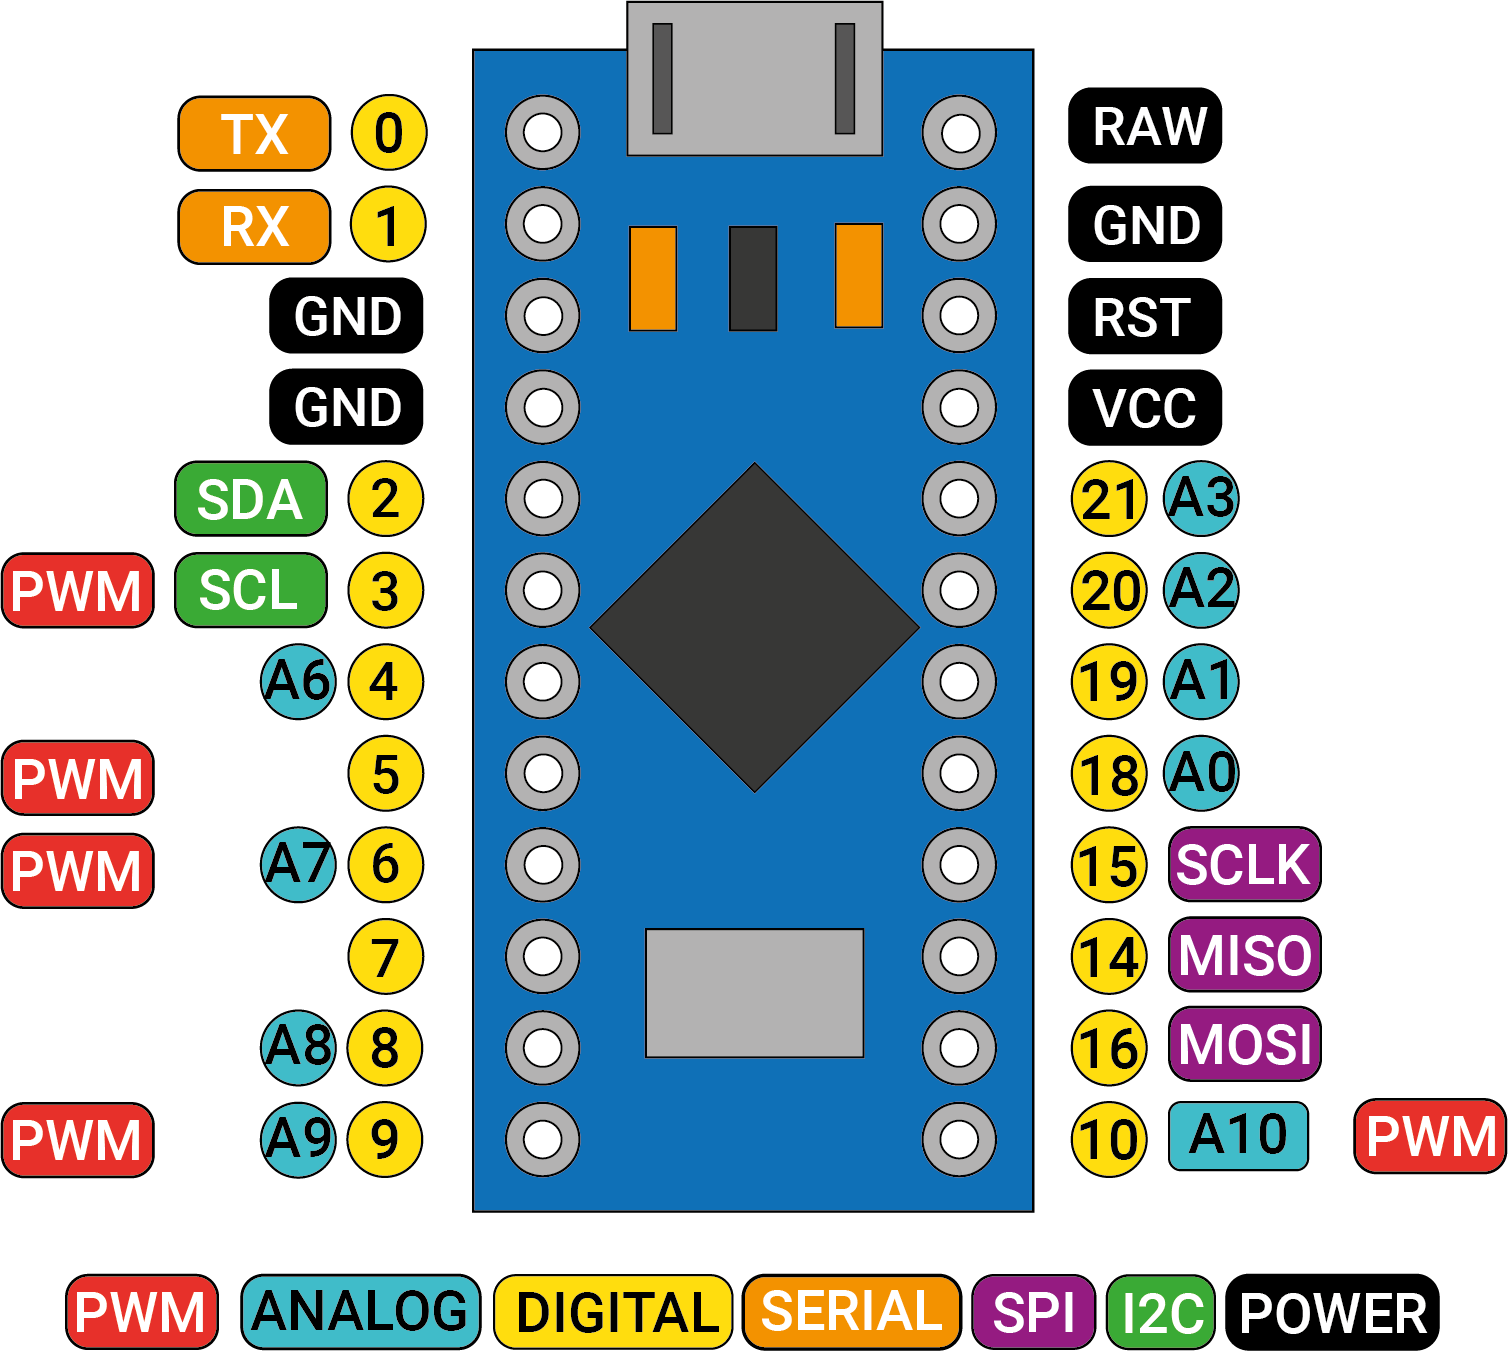 TX 0 RAW
RX 1 GND
GND RST
GND VCC
SDA 2 21 A3
PWM SCL 3 20 A2
A6 4 19 A1
PWM 5 18 A0
PWM A7 6 15 SCLK
7 14 MISO
A8 8 16 MOSI
PWM A9 9 10 A10 PWM
PWM ANALOG DIGITAL SERIAL SPI I2C POWER